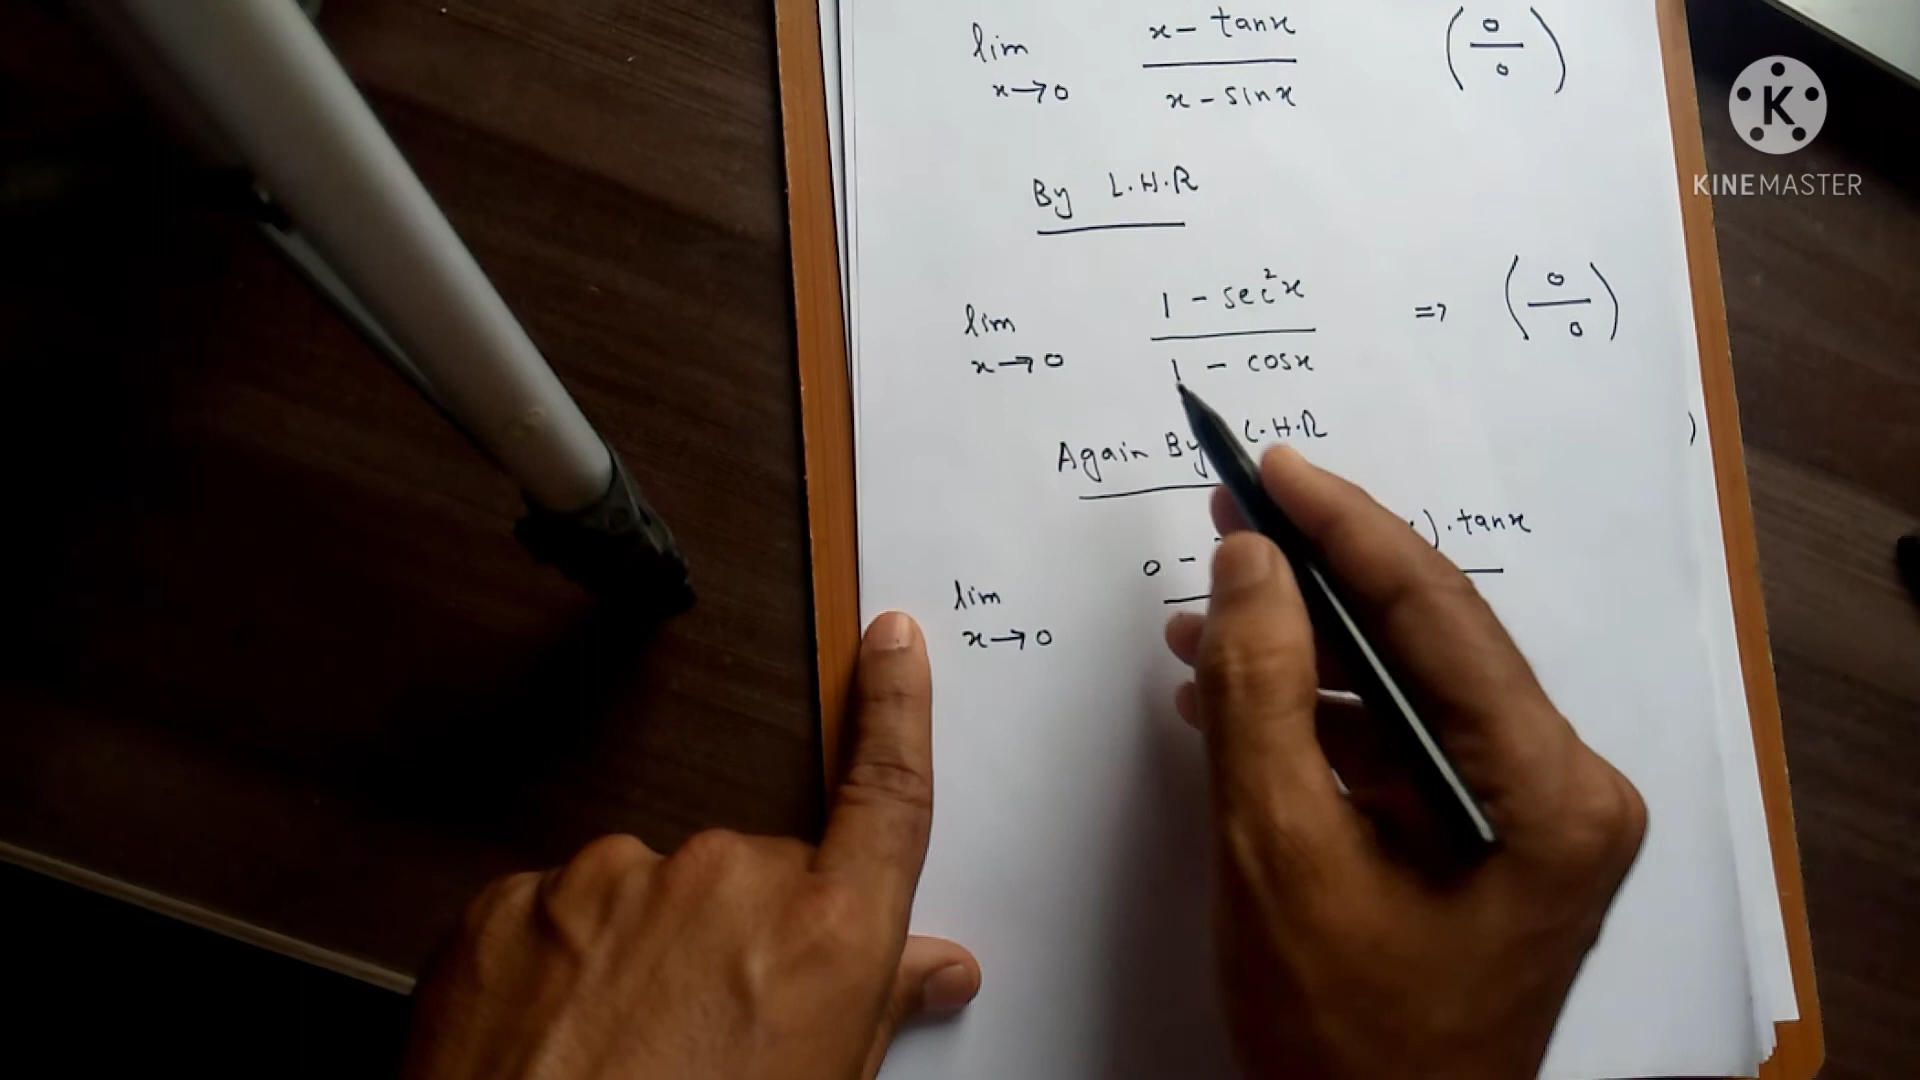 lim x→0 x - tanx / x - sinx (0/0)
By L.H.R
lim x→0 1 - sec²x / 1 - cosx => (0/0)
Again By L.H.R
lim x→0 0 - ) . tanx
K
KINEMASTER